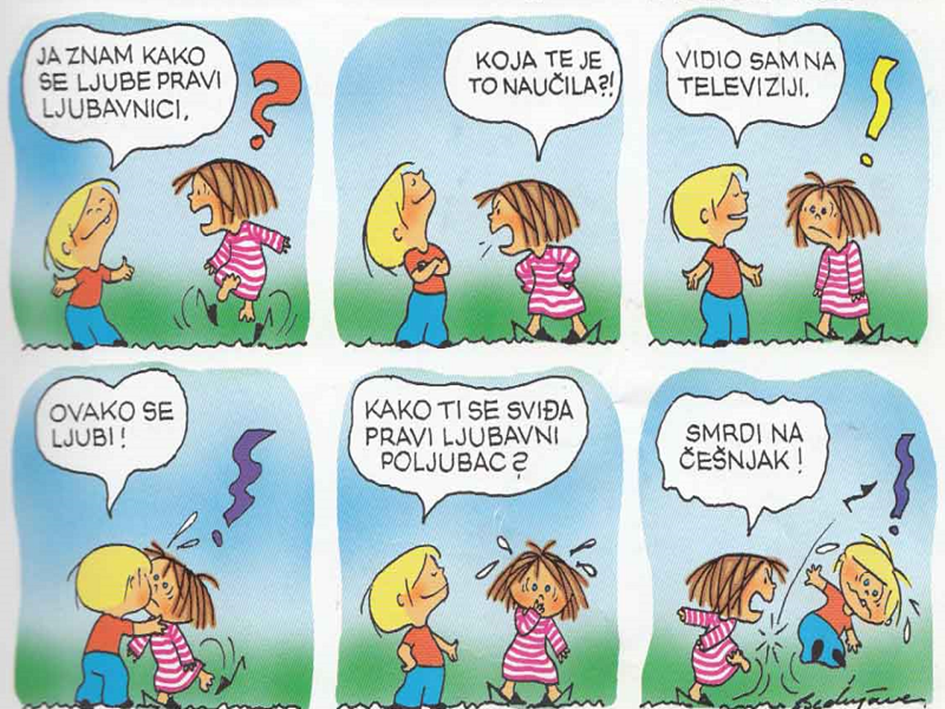 JA ZNAM KAKO
SE LJUBE PRAVI
LJUBAVNICI.
KOJA TE JE
TO NAUČILA?!
VIDIO SAM NA
TELEVIZIJI.
OVAKO SE
LJUBI!
KAKO TI SE SVIĐA
PRAVI LJUBAVNI
POLJUBAC?
SMRDI NA
ČEŠNJAK!